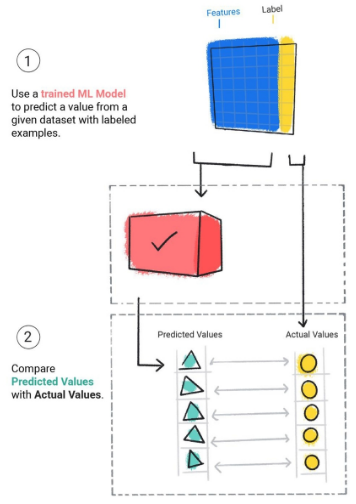 Features
Label
1
Use a trained ML Model
to predict a value from a
given dataset with labeled
examples.
2
Predicted Values
Actual Values
Compare
Predicted Values
with Actual Values.